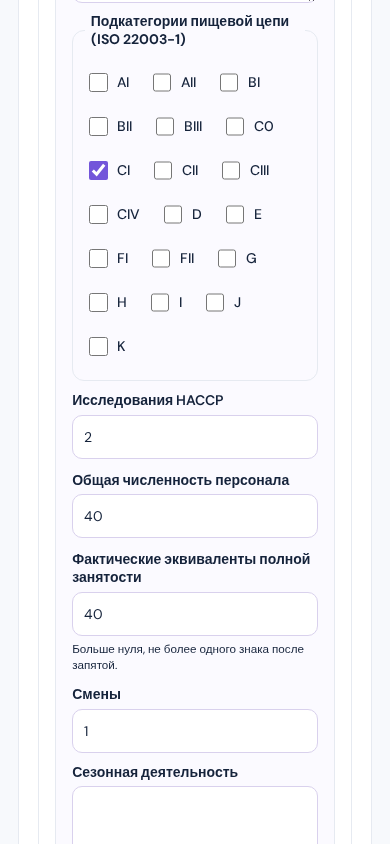 Подкатегории пищевой цепи
(ISO 22003-1)
AI AII BI
BII BIII C0
CI CII CIII
CIV D E
FI FII G
H I J
K
Исследования HACCP
2
Общая численность персонала
40
Фактические эквиваленты полной
занятости
40
Больше нуля, не более одного знака после
запятой.
Смены
1
Сезонная деятельность